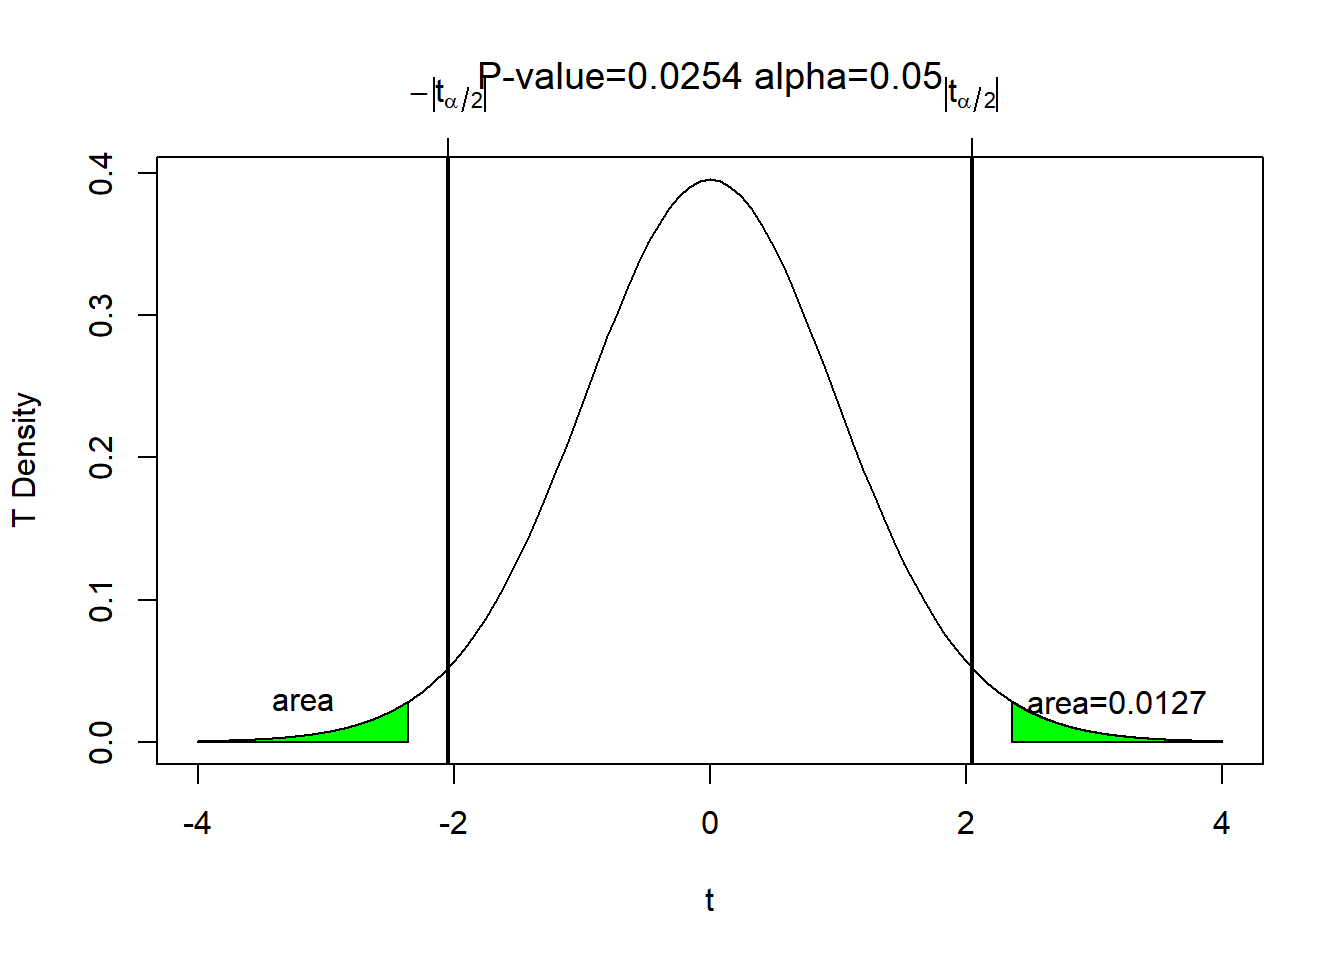 P-value=0.0254 alpha=0.05
−|tα/2|
|tα/2|
T Density
0.4
0.3
0.2
0.1
0.0
area
area=0.0127
-4
-2
0
2
4
t